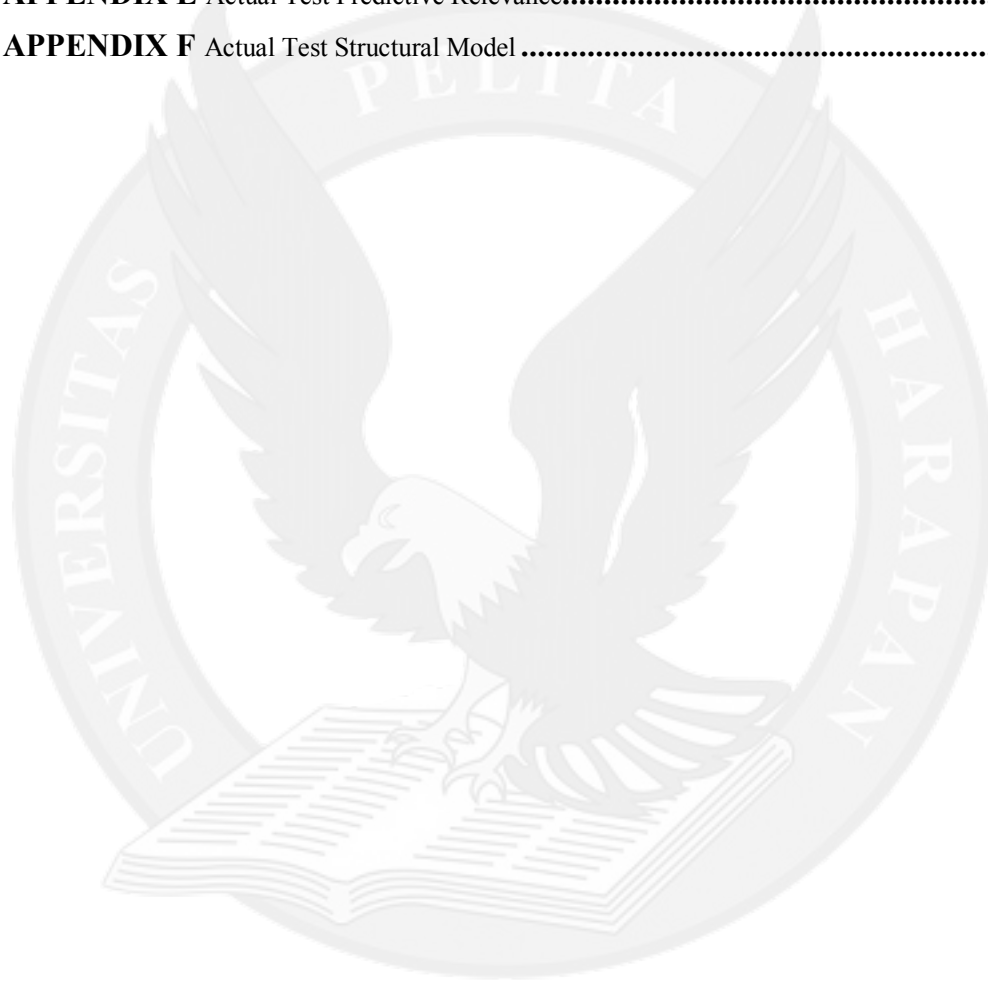 APPENDIX E Actual Test Predictive Relevance..........................................................
APPENDIX F Actual Test Structural Model................................................................
UNIVERSITAS PELITA HARAPAN